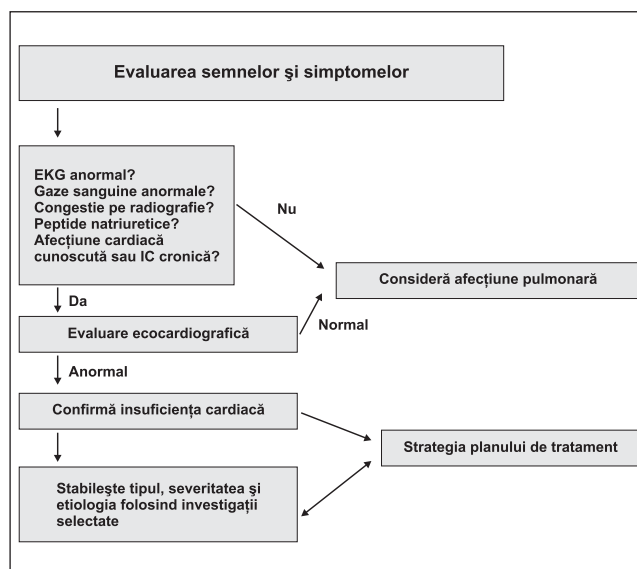 Evaluarea semnelor şi simptomelor
EKG anormal?
Gaze sanguine anormale?
Congestie pe radiografie?
Peptide natriuretice?
Afecţiune cardiacă
cunoscută sau IC cronică?
Nu
Consideră afecţiune pulmonară
Da
Evaluare ecocardiografică
Normal
Anormal
Confirmă insuficienţa cardiacă
Strategia planului de tratament
Stabileşte tipul, severitatea şi
etiologia folosind investigaţii
selectate